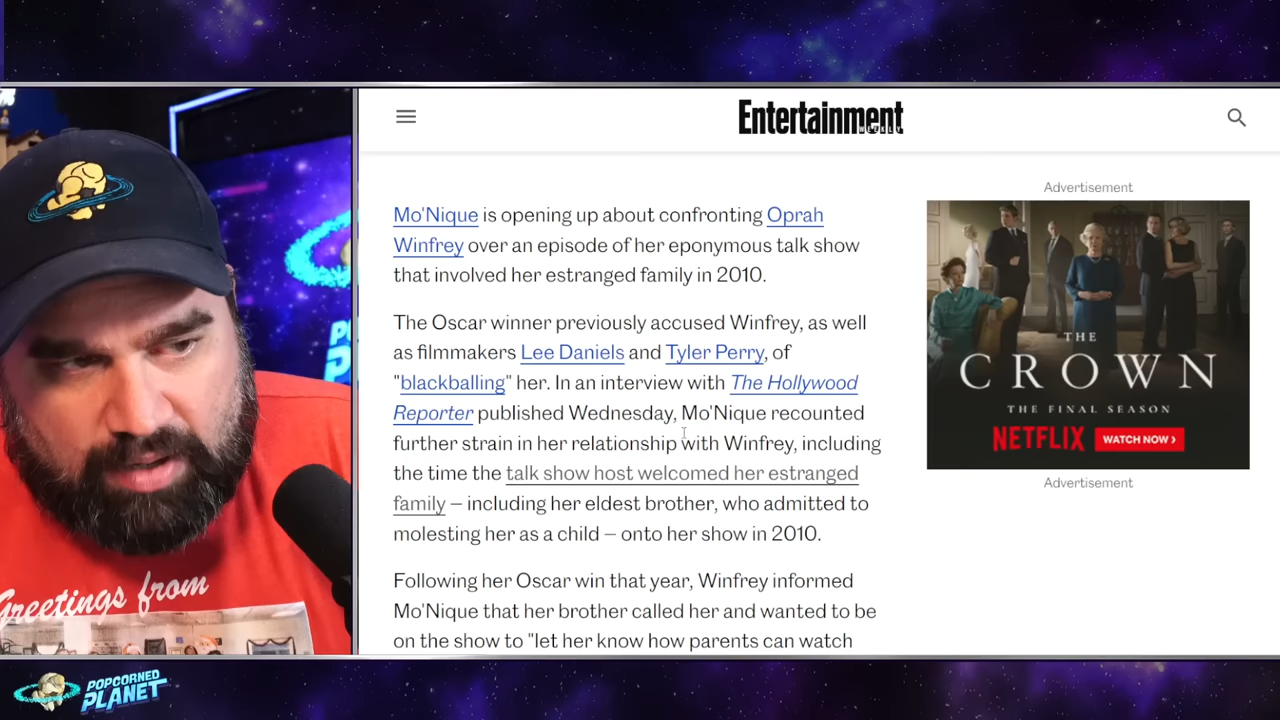 Entertainment
WEEKLY
Advertisement
Mo'Nique is opening up about confronting Oprah
Winfrey over an episode of her eponymous talk show
that involved her estranged family in 2010.
The Oscar winner previously accused Winfrey, as well
as filmmakers Lee Daniels and Tyler Perry, of
"blackballing" her. In an interview with The Hollywood
Reporter published Wednesday, Mo'Nique recounted
further strain in her relationship with Winfrey, including
the time the talk show host welcomed her estranged
family — including her eldest brother, who admitted to
molesting her as a child — onto her show in 2010.
Following her Oscar win that year, Winfrey informed
Mo'Nique that her brother called her and wanted to be
on the show to "let her know how parents can watch
THE
CROWN
THE FINAL SEASON
NETFLIX WATCH NOW >
Advertisement
Greetings from
POPCORNED
PLANET